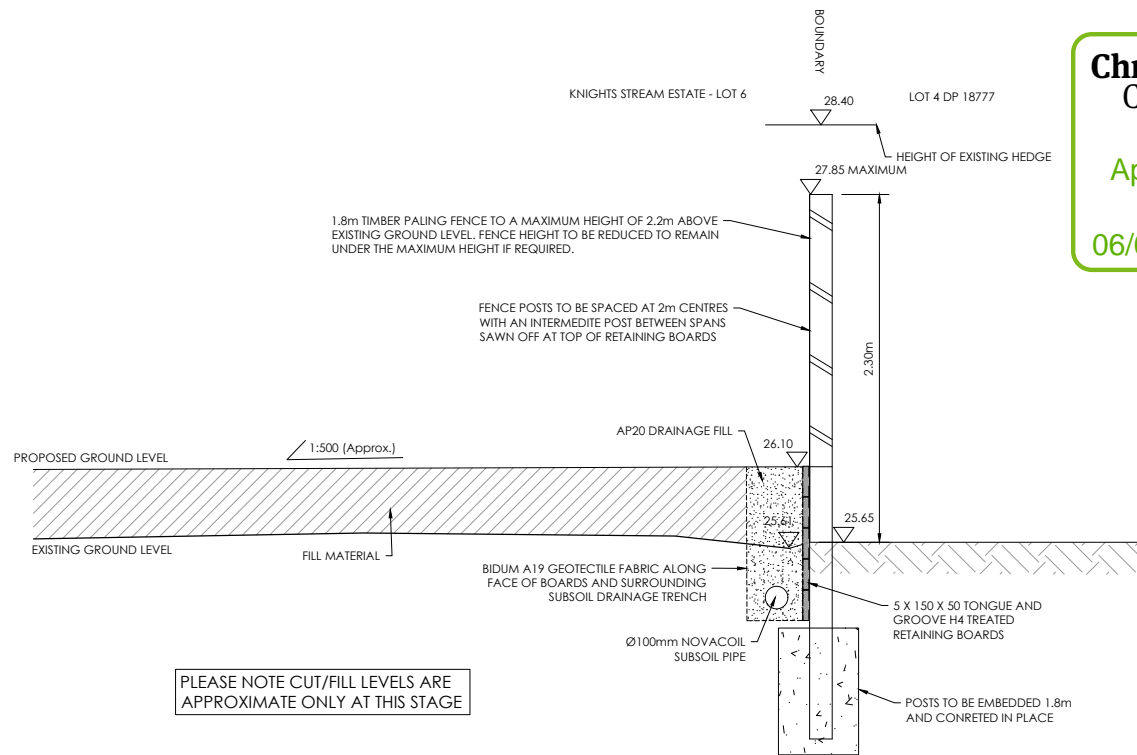 BOUNDARY
KNIGHTS STREAM ESTATE - LOT 6
28.40
LOT 4 DP 18777
HEIGHT OF EXISTING HEDGE
27.85 MAXIMUM
1.8m TIMBER PALING FENCE TO A MAXIMUM HEIGHT OF 2.2m ABOVE
EXISTING GROUND LEVEL. FENCE HEIGHT TO BE REDUCED TO REMAIN
UNDER THE MAXIMUM HEIGHT IF REQUIRED.
FENCE POSTS TO BE SPACED AT 2m CENTRES
WITH AN INTERMEDITE POST BETWEEN SPANS
SAWN OFF AT TOP OF RETAINING BOARDS
2.30m
AP20 DRAINAGE FILL
1:500 (Approx.)
26.10
PROPOSED GROUND LEVEL
25.61
25.65
EXISTING GROUND LEVEL
FILL MATERIAL
BIDUM A19 GEOTECTILE FABRIC ALONG
FACE OF BOARDS AND SURROUNDING
SUBSOIL DRAINAGE TRENCH
5 X 150 X 50 TONGUE AND
GROOVE H4 TREATED
RETAINING BOARDS
Ø100mm NOVACOIL
SUBSOIL PIPE
PLEASE NOTE CUT/FILL LEVELS ARE
APPROXIMATE ONLY AT THIS STAGE
POSTS TO BE EMBEDDED 1.8m
AND CONRETED IN PLACE